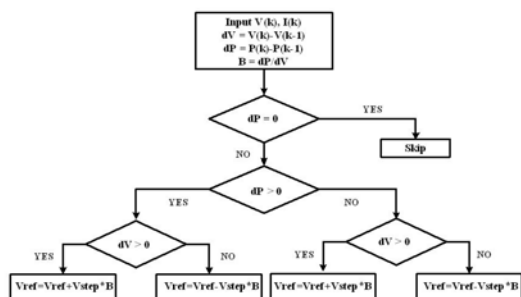 Input V(k), I(k)
dV = V(k)-V(k-1)
dP = P(k)-P(k-1)
B = dP/dV
dP = 0
YES
Skip
NO
dP > 0
YES
NO
dV > 0
dV > 0
YES
NO
YES
NO
Vref=Vref+Vstep*B
Vref=Vref-Vstep*B
Vref=Vref+Vstep*B
Vref=Vref-Vstep*B